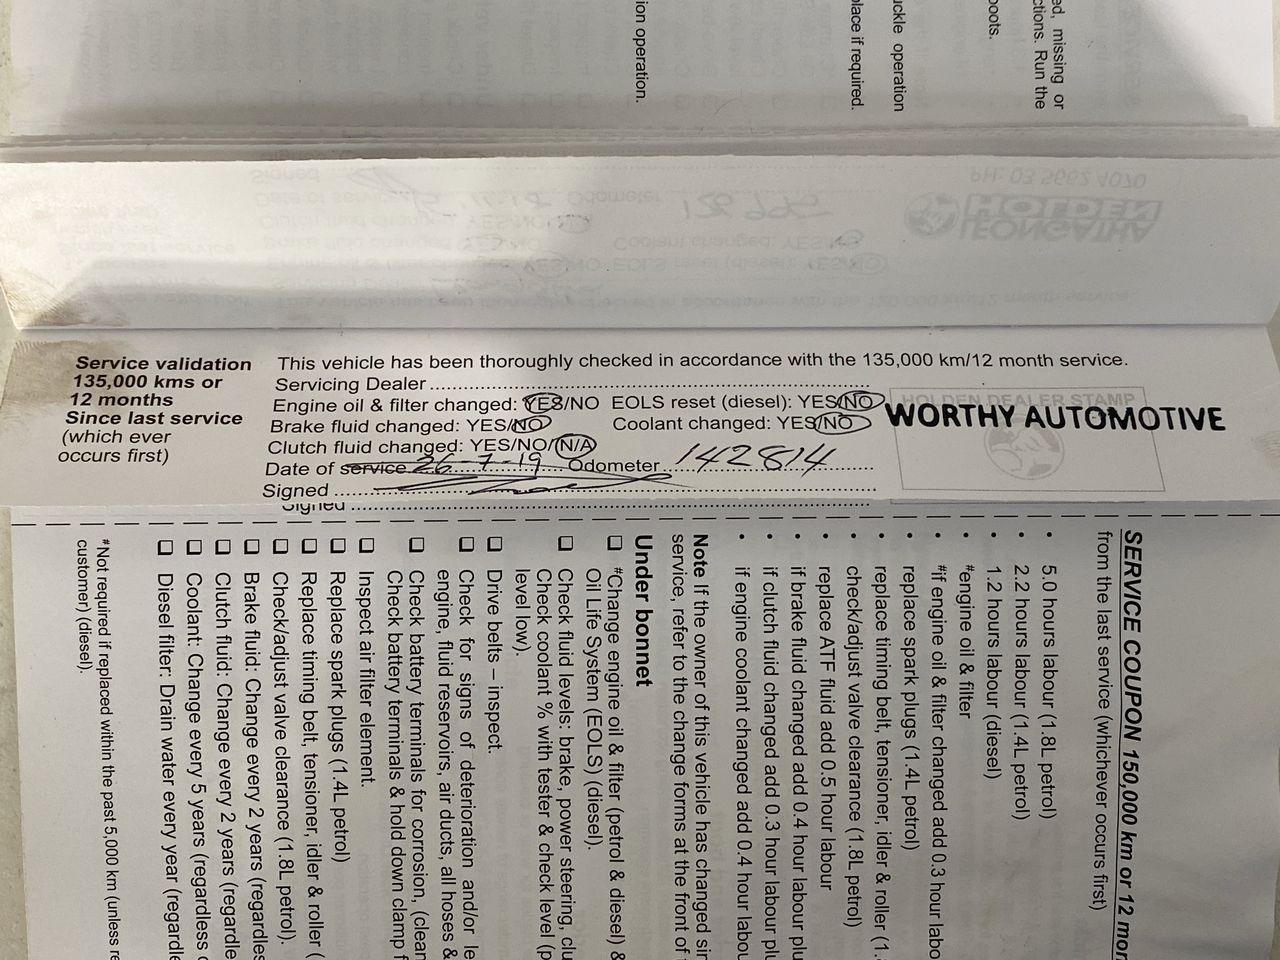 ed, missing or
ctions. Run the
boots.
uckle operation
place if required.
ion operation.
Service validation
135,000 kms or
12 months
Since last service
(which ever
occurs first)
This vehicle has been thoroughly checked in accordance with the 135,000 km/12 month service.
Servicing Dealer
Engine oil & filter changed: YES/NO EOLS reset (diesel): YES/NO
Brake fluid changed: YES/NO Coolant changed: YES/NO
Clutch fluid changed: YES/NO/N/A
Date of service 26-7-19 Odometer 142814
Signed
Signed
HOLDEN DEALER STAMP
WORTHY AUTOMOTIVE
SERVICE COUPON 150,000 km or 12 mon
from the last service (whichever occurs first)
• 5.0 hours labour (1.8L petrol)
• 2.2 hours labour (1.4L petrol)
• 1.2 hours labour (diesel)
• #engine oil & filter
• #if engine oil & filter changed add 0.3 hour labo
• replace spark plugs (1.4L petrol)
• replace timing belt, tensioner, idler & roller (1.
• check/adjust valve clearance (1.8L petrol)
• replace ATF fluid add 0.5 hour labour
• if brake fluid changed add 0.4 hour labour plu
• if clutch fluid changed add 0.3 hour labour plu
• if engine coolant changed add 0.4 hour labou
Note If the owner of this vehicle has changed sin
service, refer to the change forms at the front of
Under bonnet
❏ #Change engine oil & filter (petrol & diesel) &
Oil Life System (EOLS) (diesel).
❏ Check fluid levels: brake, power steering, clu
Check coolant % with tester & check level (p
level low).
❏ Drive belts – inspect.
❏ Check for signs of deterioration and/or le
engine, fluid reservoirs, air ducts, all hoses &
❏ Check battery terminals for corrosion, (clean
Check battery terminals & hold down clamp f
❏ Inspect air filter element.
❏ Replace spark plugs (1.4L petrol)
❏ Replace timing belt, tensioner, idler & roller (
❏ Check/adjust valve clearance (1.8L petrol).
❏ Brake fluid: Change every 2 years (regardles
❏ Clutch fluid: Change every 2 years (regardle
❏ Coolant: Change every 5 years (regardless o
❏ Diesel filter: Drain water every year (regardle
#Not required if replaced within the past 5,000 km (unless re
customer) (diesel).